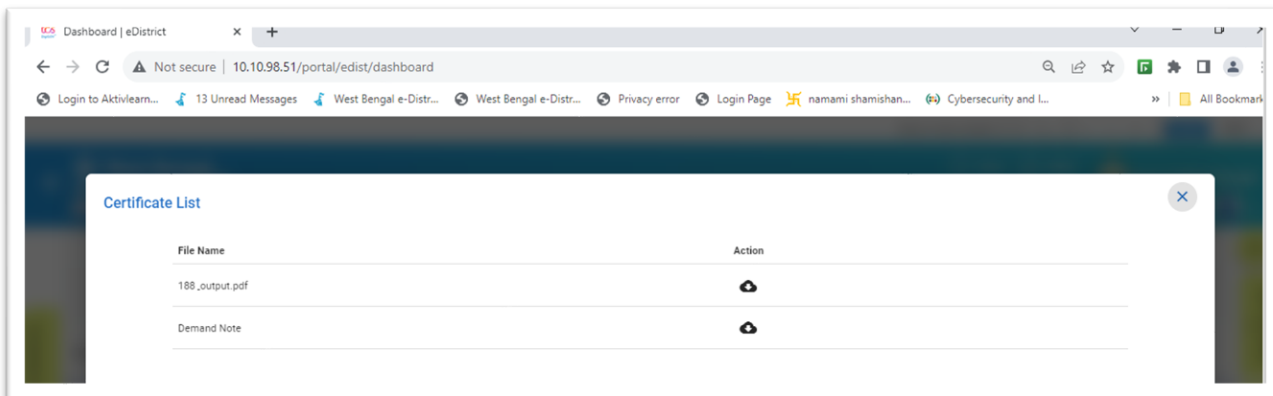 Dashboard | eDistrict
Not secure | 10.10.98.51/portal/edist/dashboard
Login to Aktivlearn... 13 Unread Messages West Bengal e-Distr... West Bengal e-Distr... Privacy error Login Page namami shamishan... Cybersecurity and I... » All Bookmark
Certificate List
File Name Action
188_output.pdf
Demand Note